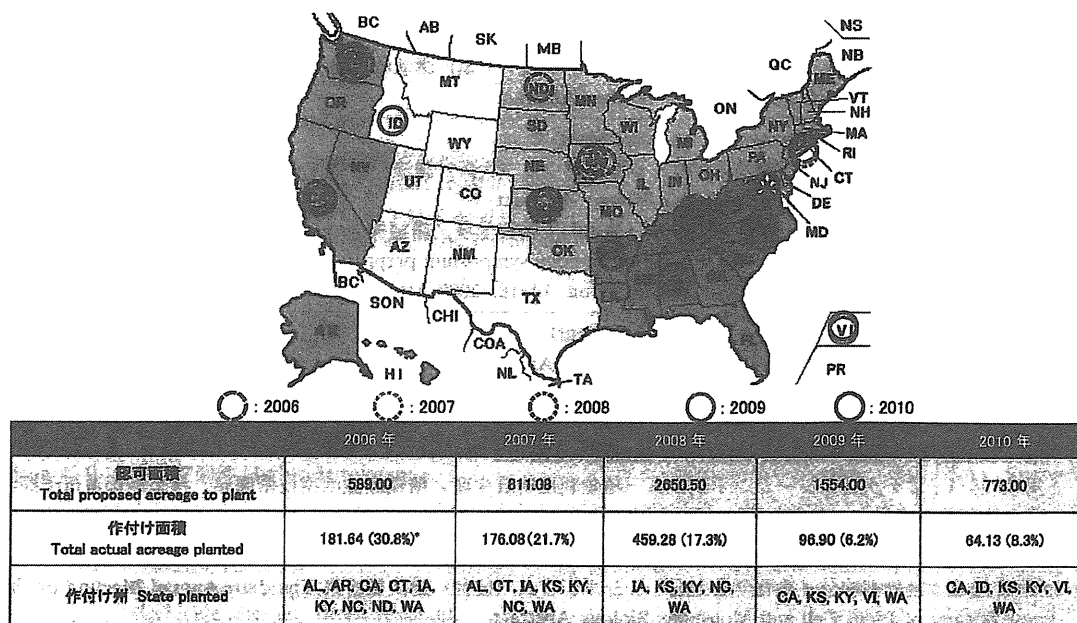 BC
AB
SK
MB
NS
NB
QC
ON
MT
ND
MN
ME
VT
NH
MA
RI
CT
NJ
DE
MD
OR
ID
WY
SD
WI
MI
NY
PA
NV
UT
CO
NE
IL
IN
OH
MO
AZ
NM
OK
TX
BC
SON
CHI
COA
NL
TA
HI
VI
PR
: 2006
: 2007
: 2008
: 2009
: 2010
2006 年 2007 年 2008 年 2009 年 2010 年
認可面積
Total proposed acreage to plant 589.00 811.08 2650.50 1554.00 773.00
作付け面積
Total actual acreage planted 181.64 (30.8%)* 176.08(21.7%) 459.28 (17.3%) 96.90 (6.2%) 64.13 (8.3%)
作付け州 State planted
AL, AR, CA, CT, IA,
KY, NC, ND, WA
AL, CT, IA, KS, KY,
NC, WA
IA, KS, KY, NC,
WA
CA, KS, KY, VI, WA
CA, ID, KS, KY, VI,
WA